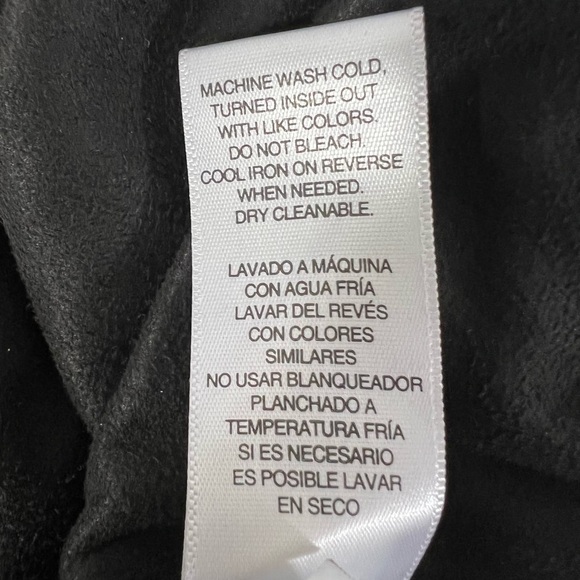 MACHINE WASH COLD,
TURNED INSIDE OUT
WITH LIKE COLORS.
DO NOT BLEACH.
COOL IRON ON REVERSE
WHEN NEEDED.
DRY CLEANABLE.
LAVADO A MÁQUINA
CON AGUA FRÍA
LAVAR DEL REVÉS
CON COLORES
SIMILARES
NO USAR BLANQUEADOR
PLANCHADO A
TEMPERATURA FRÍA
SI ES NECESARIO
ES POSIBLE LAVAR
EN SECO